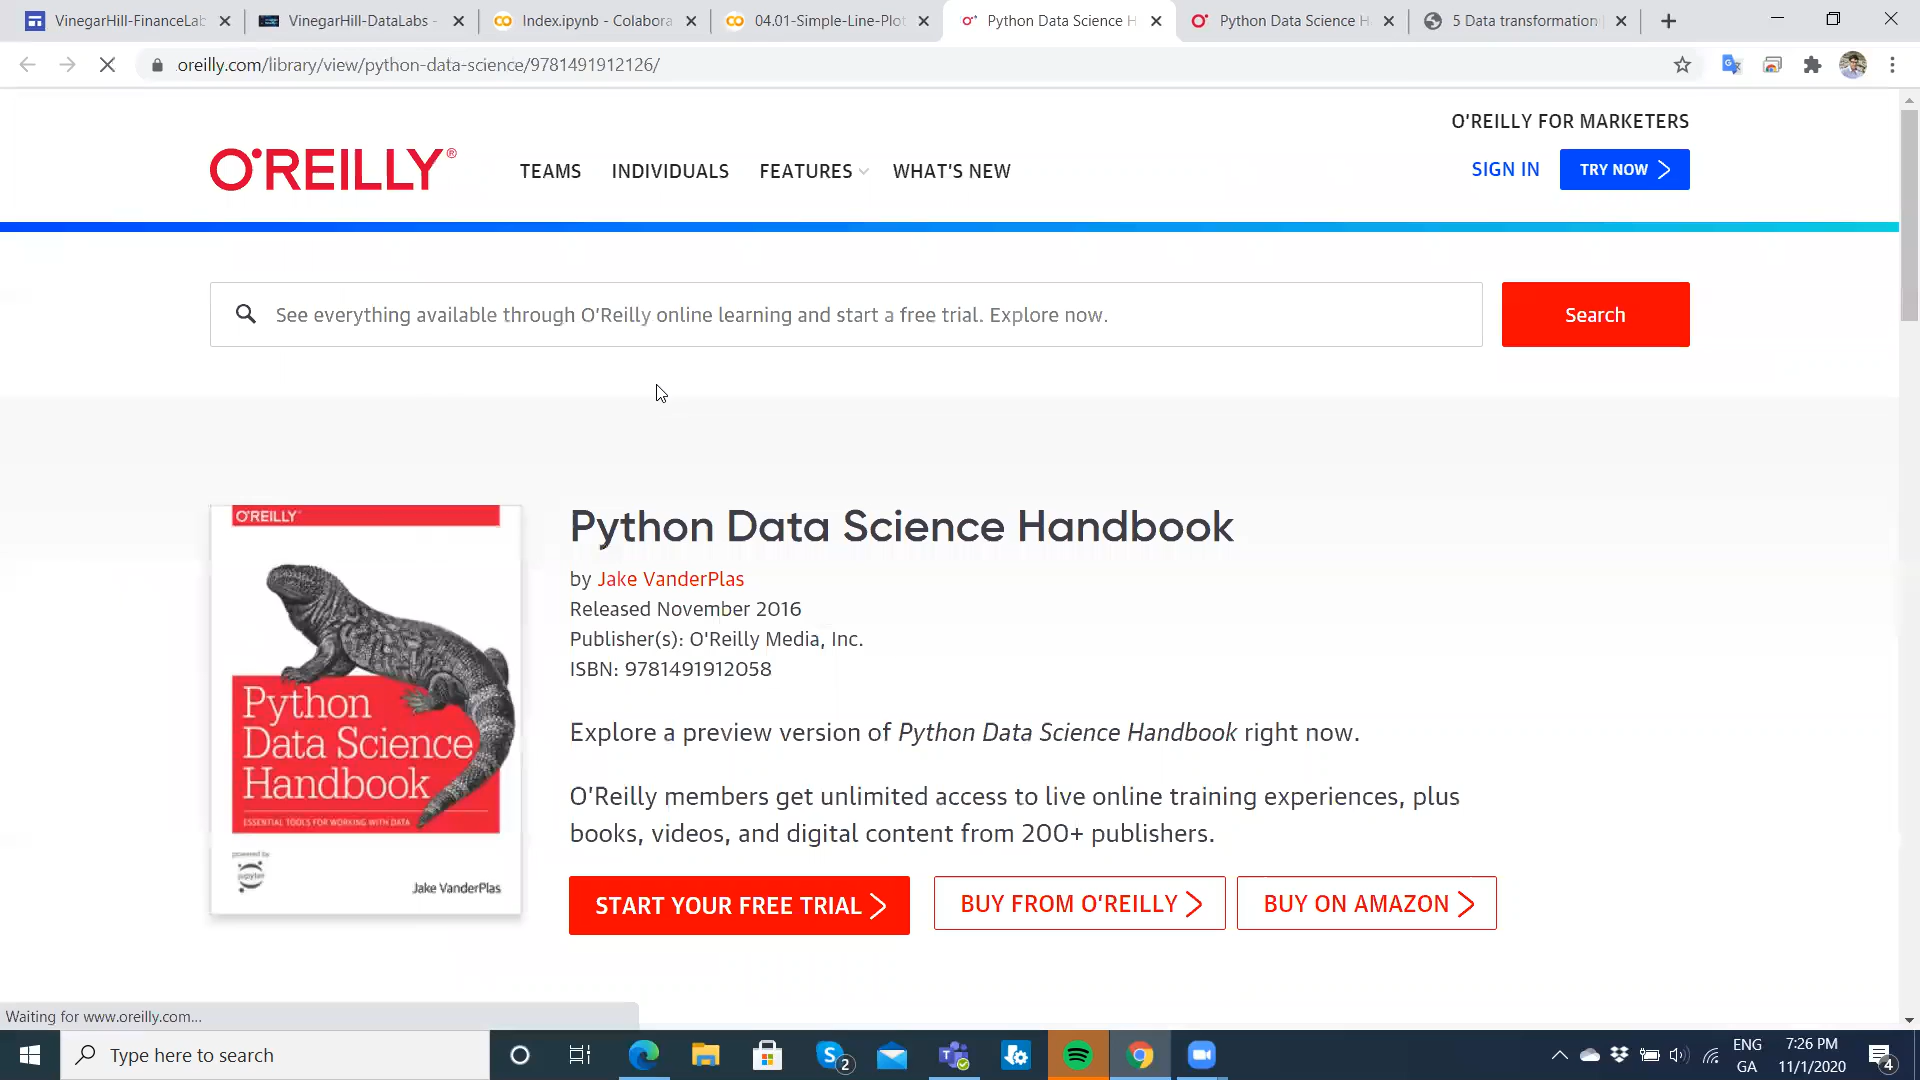 VinegarHill-FinanceLab
VinegarHill-DataLabs -
Index.ipynb - Colabora
04.01-Simple-Line-Plot
Python Data Science H
Python Data Science H
5 Data transformation
oreilly.com/library/view/python-data-science/9781491912126/
O'REILLY FOR MARKETERS
O'REILLY®
TEAMS
INDIVIDUALS
FEATURES
WHAT'S NEW
SIGN IN
TRY NOW
See everything available through O'Reilly online learning and start a free trial. Explore now.
Search
O'REILLY®
Python
Data Science
Handbook
ESSENTIAL TOOLS FOR WORKING WITH DATA
powered by
jupyter
Jake VanderPlas
Python Data Science Handbook
by Jake VanderPlas
Released November 2016
Publisher(s): O'Reilly Media, Inc.
ISBN: 9781491912058
Explore a preview version of Python Data Science Handbook right now.
O'Reilly members get unlimited access to live online training experiences, plus
books, videos, and digital content from 200+ publishers.
START YOUR FREE TRIAL
BUY FROM O'REILLY
BUY ON AMAZON
Waiting for www.oreilly.com...
Type here to search
2
ENG
GA
7:26 PM
11/1/2020
4